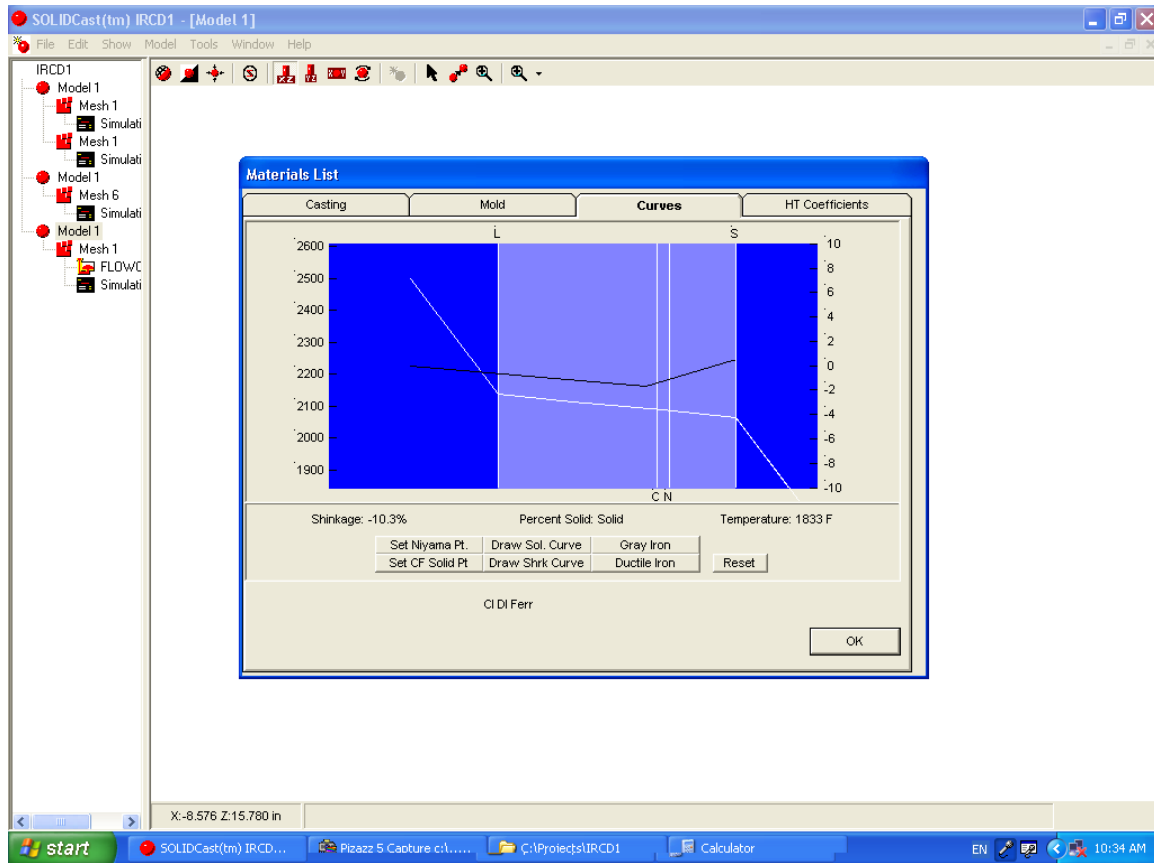 SOLIDCast(tm) IRCD1 - [Model 1]
File Edit Show Model Tools Window Help
IRCD1
Model 1
Mesh 1
Simulati
Mesh 1
Simulati
Model 1
Mesh 6
Simulati
Model 1
Mesh 1
FLOWC
Simulati
Materials List
Casting Mold Curves HT Coefficients
L S
2600 10
2500 8
6
2400 4
2300 2
2200 0
-2
2100 -4
2000 -6
1900 -8
-10
C N
Shinkage: -10.3% Percent Solid: Solid Temperature: 1833 F
Set Niyama Pt. Draw Sol. Curve Gray Iron
Set CF Solid Pt Draw Shrk Curve Ductile Iron Reset
CI DI Ferr
OK
X:-8.576 Z:15.780 in
start SOLIDCast(tm) IRCD... Pizazz 5 Capture c:\...... C:\Projects\IRCD1 Calculator EN 10:34 AM